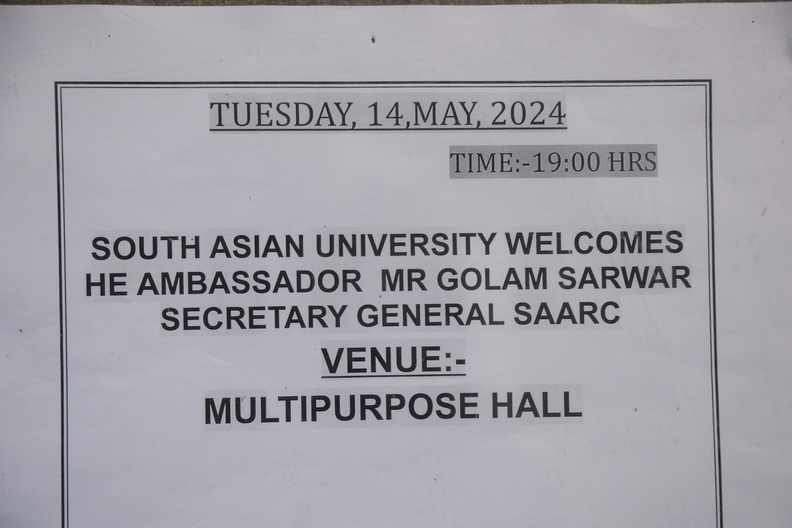 TUESDAY, 14,MAY, 2024
TIME:-19:00 HRS
SOUTH ASIAN UNIVERSITY WELCOMES
HE AMBASSADOR MR GOLAM SARWAR
SECRETARY GENERAL SAARC
VENUE:-
MULTIPURPOSE HALL